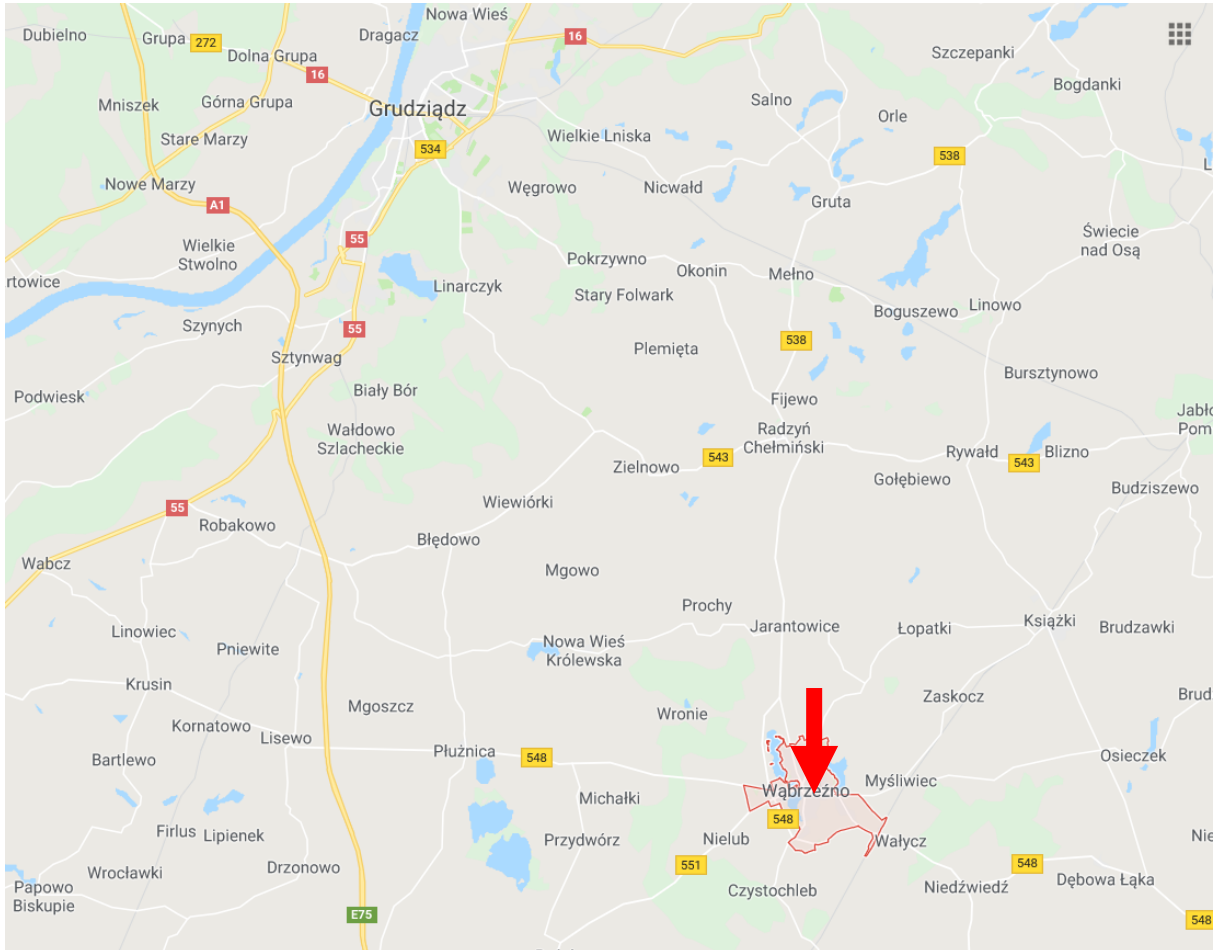 Nowa Wieś
Dubielno
Grupa
272
Dragacz
16
Dolna Grupa
Szczepanki
16
Bogdanki
Mniszek
Górna Grupa
Grudziądz
Salno
Orle
Stare Marzy
534
Wielkie Lniska
538
L
Nowe Marzy
Węgrowo
Nicwałd
Gruta
A1
55
Świecie
nad Osą
Wielkie
Stwolno
Pokrzywno
Okonin
Mełno
rtowice
Linarczyk
Stary Folwark
Boguszewo
Linowo
Szynych
55
538
Sztynwag
Plemięta
Bursztynowo
Podwiesk
Biały Bór
Fijewo
Jabło
Pom
Wałdowo
Szlacheckie
Radzyń
Chełmiński
Zielnowo
543
Rywałd
543
Blizno
Gołębiewo
Budziszewo
55
Wiewiórki
Robakowo
Błędowo
Wabcz
Mgowo
Prochy
Linowiec
Jarantowice
Łopatki
Książki
Brudzawki
Pniewite
Nowa Wieś
Królewska
Krusin
Zaskocz
Brud
Mgoszcz
Wronie
Kornatowo
Lisewo
Płużnica
548
Osieczek
Bartlewo
Myśliwiec
Michałki
Wąbrzeźno
548
Firlus
Lipienek
Przydwórz
Nielub
Wałycz
Nie
551
548
Wrocławki
Drzonowo
Papowo
Biskupie
Czystochleb
Niedźwiedź
Dębowa Łąka
E75
548